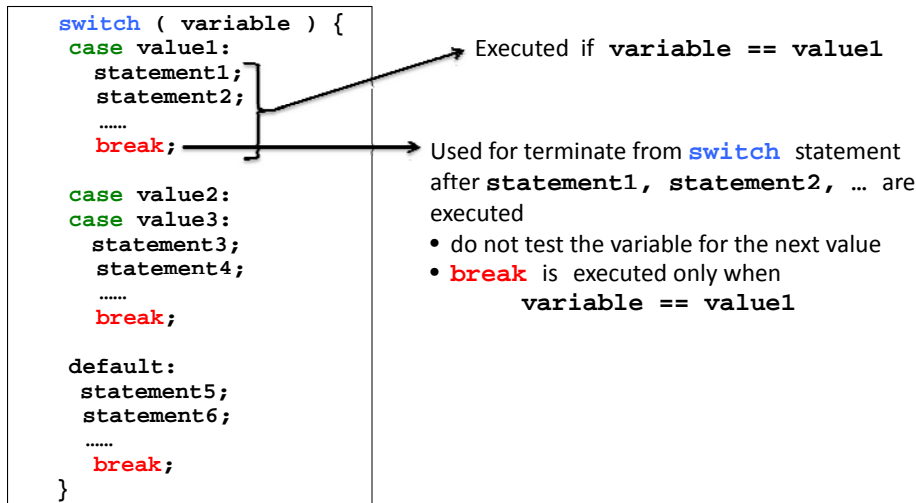 switch ( variable ) {
case value1:
statement1;
statement2;
……
break;
case value2:
case value3:
statement3;
statement4;
……
break;
default:
statement5;
statement6;
……
break;
}
Executed if variable == value1
Used for terminate from switch statement
after statement1, statement2, … are
executed
• do not test the variable for the next value
• break is executed only when
variable == value1